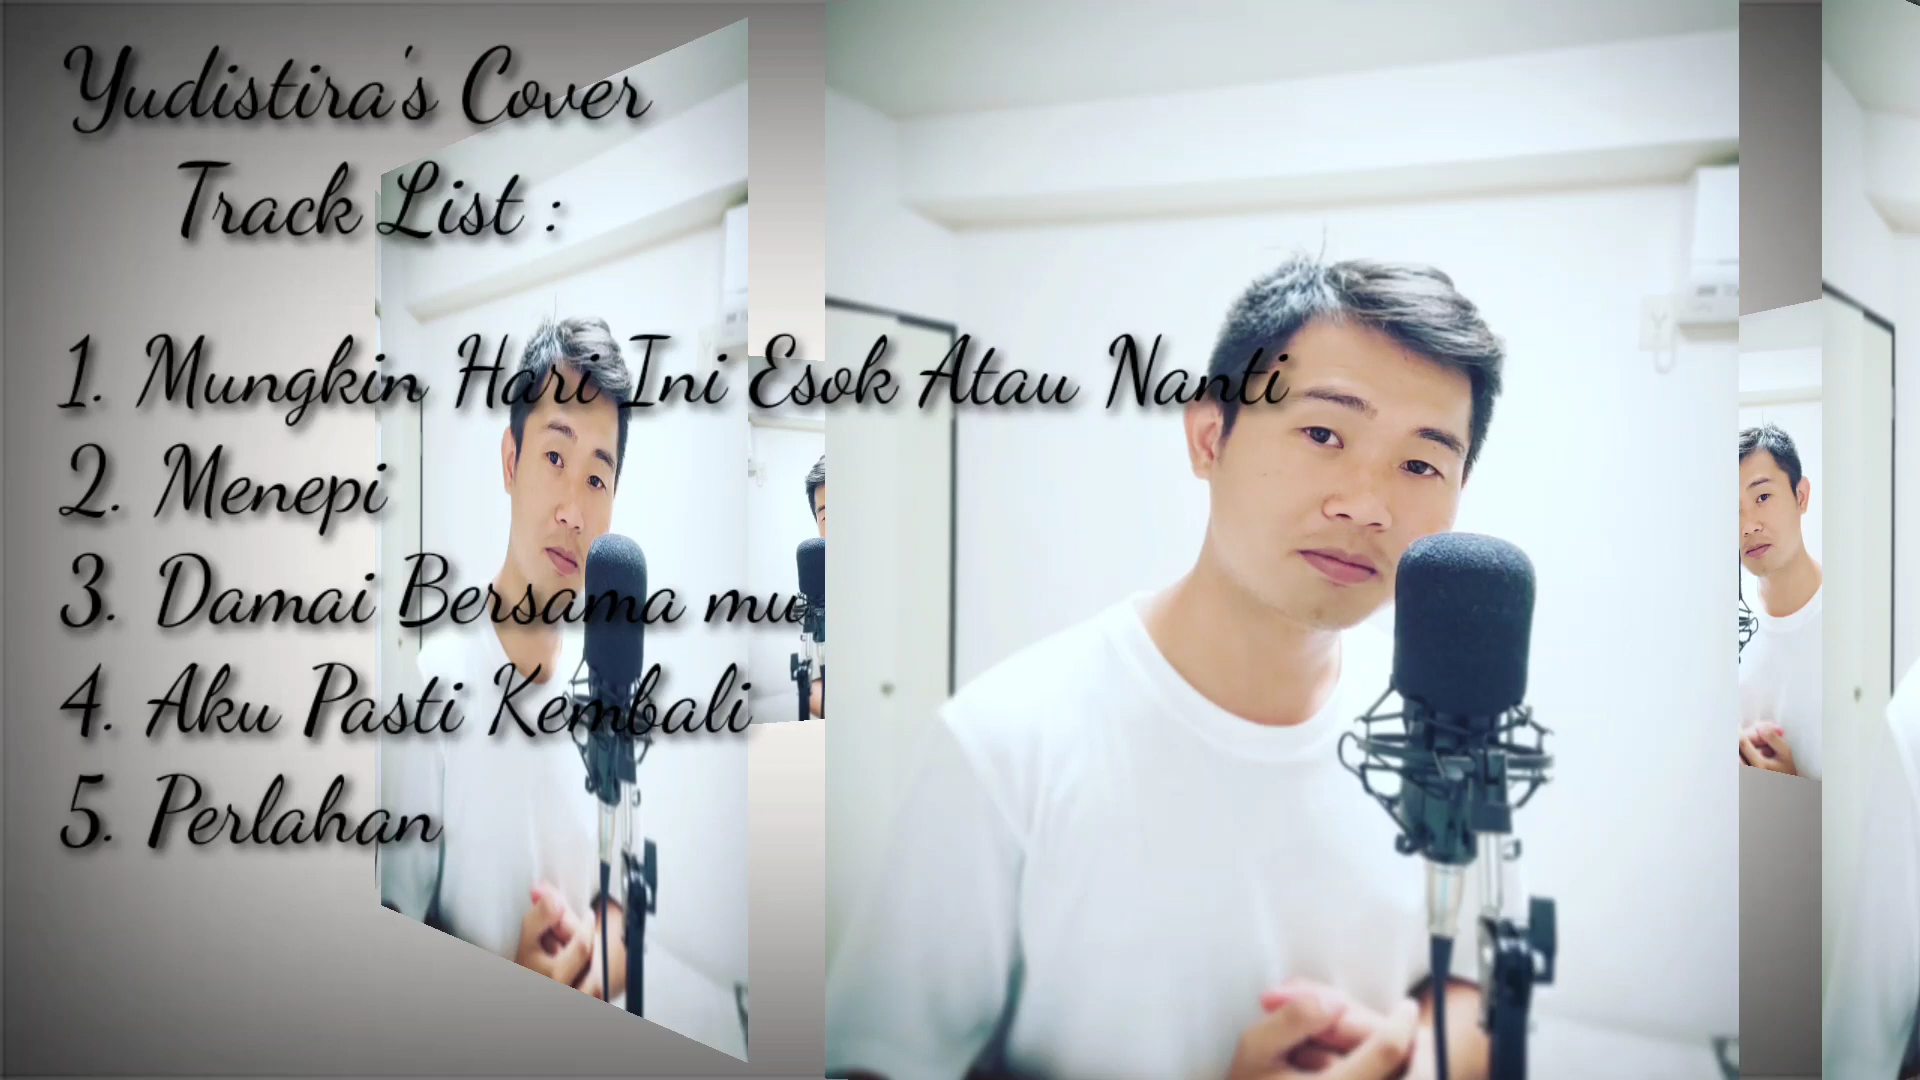 Yudistira's Cover
Track List :
1. Mungkin Hari Ini Esok Atau Nanti
2. Menepi
3. Damai Bersama mu
4. Aku Pasti Kembali
5. Perlahan